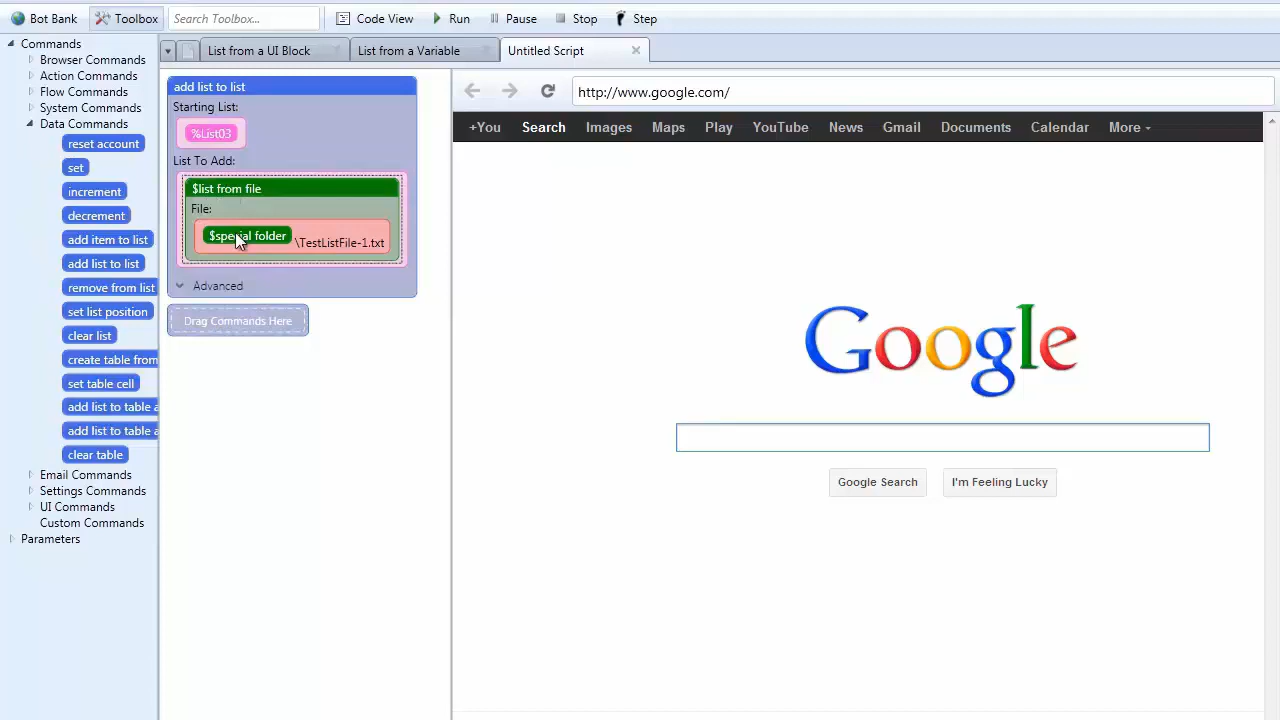 Bot Bank Toolbox Search Toolbox... Code View Run Pause Stop Step
List from a UI Block List from a Variable Untitled Script
Commands
Browser Commands
Action Commands
Flow Commands
System Commands
Data Commands
reset account
set
increment
decrement
add item to list
add list to list
remove from list
set list position
clear list
create table from
set table cell
add list to table a
add list to table a
clear table
Email Commands
Settings Commands
UI Commands
Custom Commands
Parameters
add list to list
Starting List:
%List03
List To Add:
$list from file
File:
$special folder \TestListFile-1.txt
Advanced
Drag Commands Here
http://www.google.com/
+You Search Images Maps Play YouTube News Gmail Documents Calendar More
Google
Google Search I'm Feeling Lucky